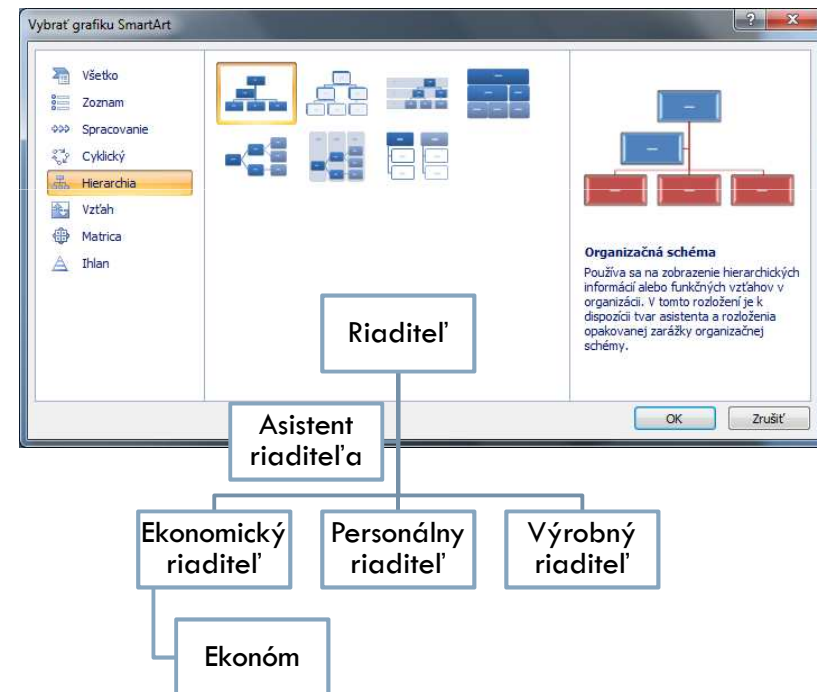 Vybrať grafiku SmartArt
Všetko
Zoznam
Spracovanie
Cyklický
Hierarchia
Vzťah
Matrica
Ihlan
Organizačná schéma
Používa sa na zobrazenie hierarchických
informácií alebo funkčných vzťahov v
organizácii. V tomto rozložení je k
dispozícii tvar asistenta a rozloženia
opakovanej zarážky organizačnej
schémy.
OK
Zrušiť
Riaditeľ
Asistent
riaditeľa
Ekonomický
riaditeľ
Personálny
riaditeľ
Výrobný
riaditeľ
Ekonóm